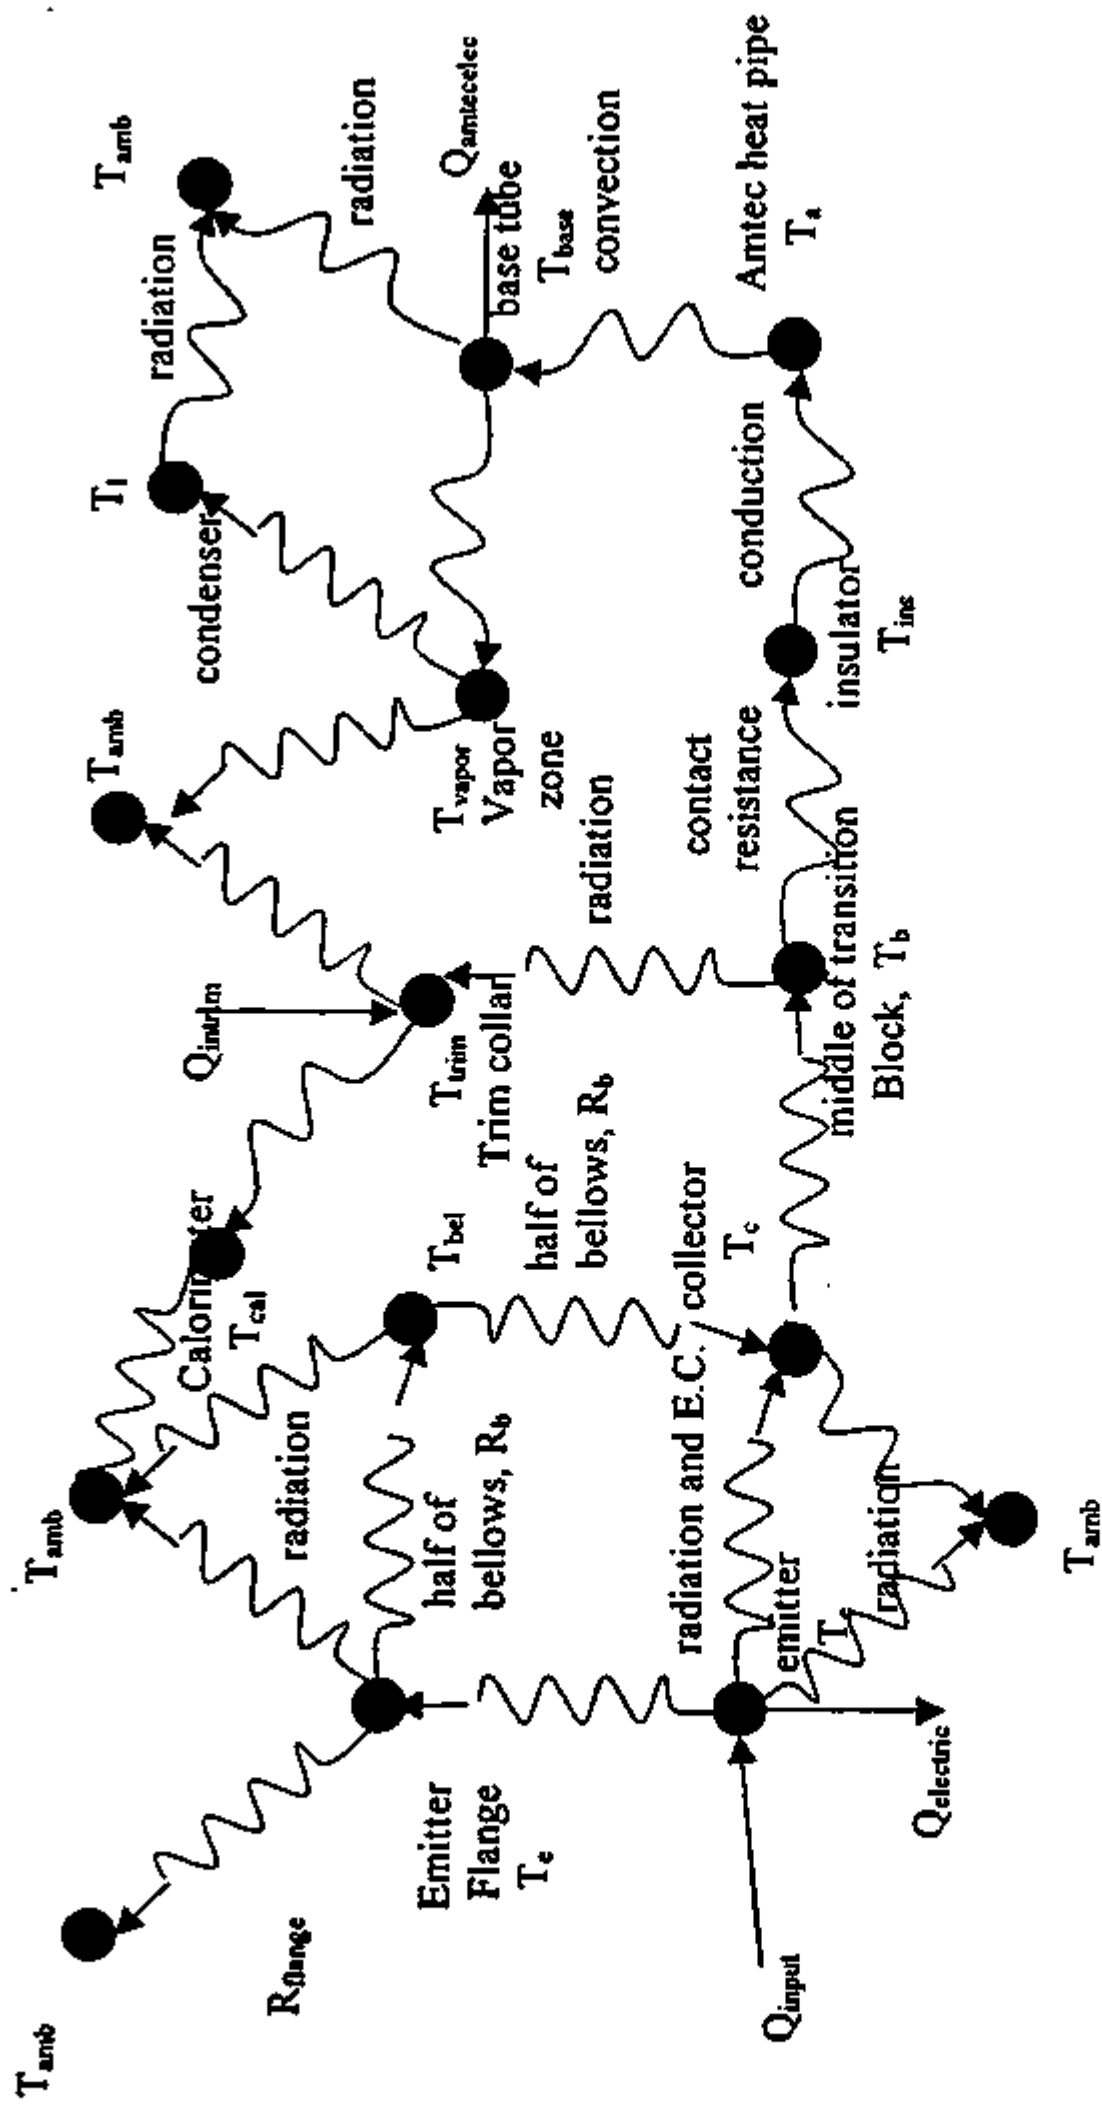 Tamb
Tamb
Tamb
Tl
Tamb
Calorimeter
Tcal
Qintrim
condenser
radiation
Rflange
radiation
radiation
Emitter
Flange
Te
half of
bellows, Rb
Tbel
Ttrim
Trim collar
Tvapor
Vapor
zone
Qamtecelec
base tube
Tbase
convection
half of
bellows, Rb
radiation
radiation and E.C.
collector
Tc
contact
resistance
conduction
Amtec heat pipe
Ta
Qinput
emitter
Te
radiation
middle of transition
Block, Tb
insulator
Tins
Qelectric
Tamb